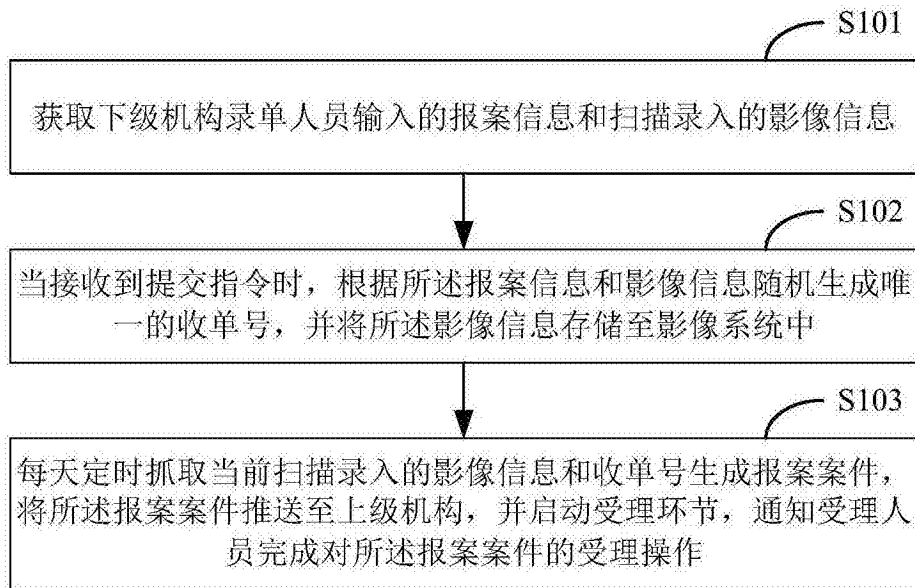 S101
获取下级机构录单人员输入的报案信息和扫描录入的影像信息
S102
当接收到提交指令时，根据所述报案信息和影像信息随机生成唯
一的收单号，并将所述影像信息存储至影像系统中
S103
每天定时抓取当前扫描录入的影像信息和收单号生成报案案件，
将所述报案案件推送至上级机构，并启动受理环节，通知受理人
员完成对所述报案案件的受理操作